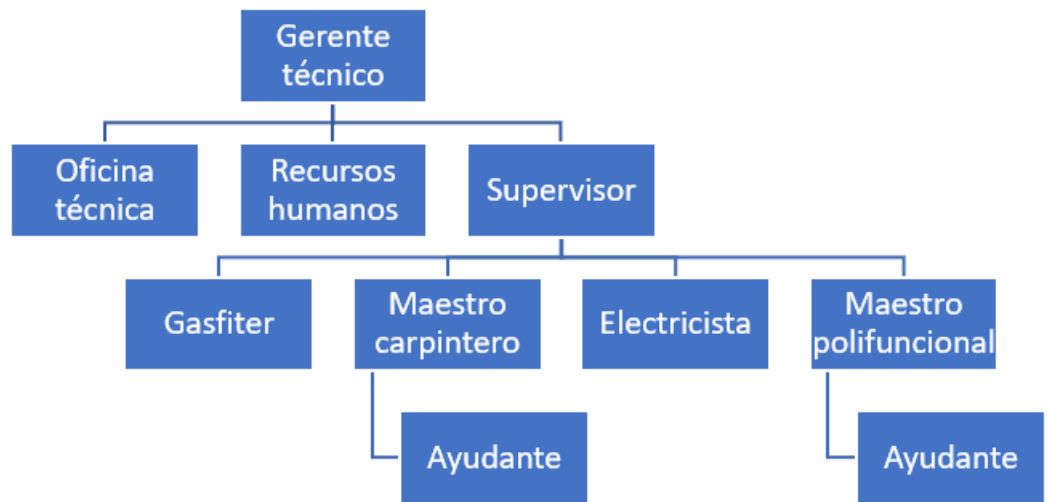 Gerente
técnico
Oficina
técnica
Recursos
humanos
Supervisor
Gasfiter
Maestro
carpintero
Electricista
Maestro
polifuncional
Ayudante
Ayudante